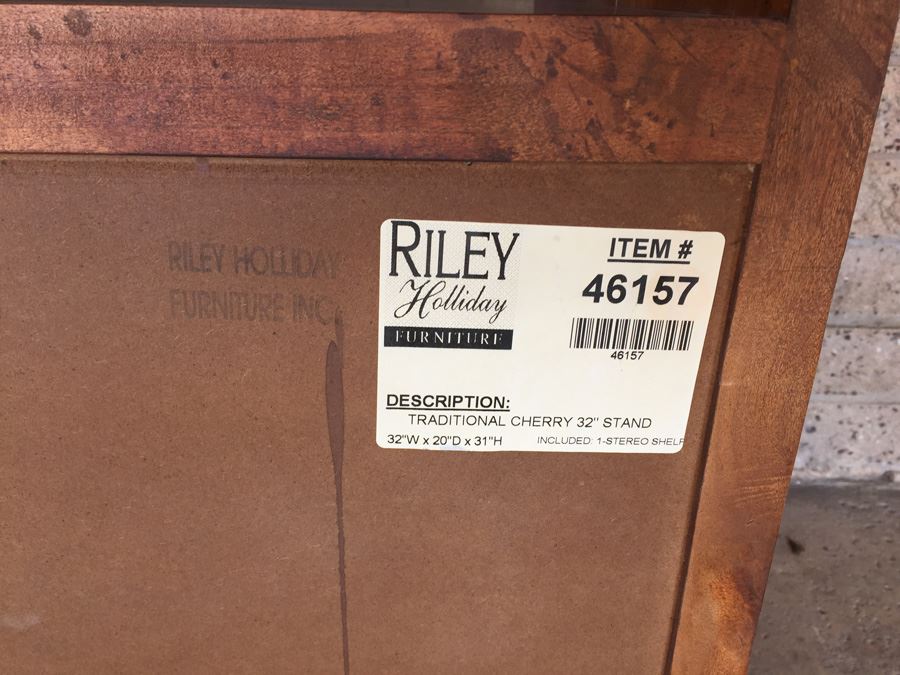 RILEY HOLLIDAY
FURNITURE INC.
RILEY
Holliday
FURNITURE
ITEM #
46157
46157
DESCRIPTION:
TRADITIONAL CHERRY 32" STAND
32"W x 20"D x 31"H
INCLUDED: 1-STEREO SHELF